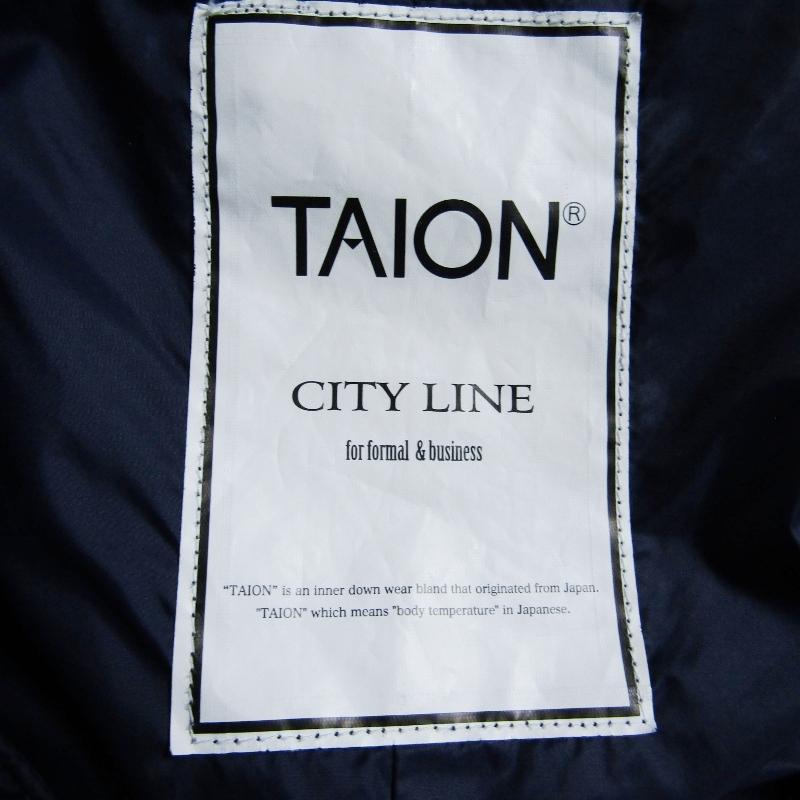 TAION®
CITY LINE
for formal & business
“TAION” is an inner down wear bland that originated from Japan.
"TAION" which means "body temperature" in Japanese.